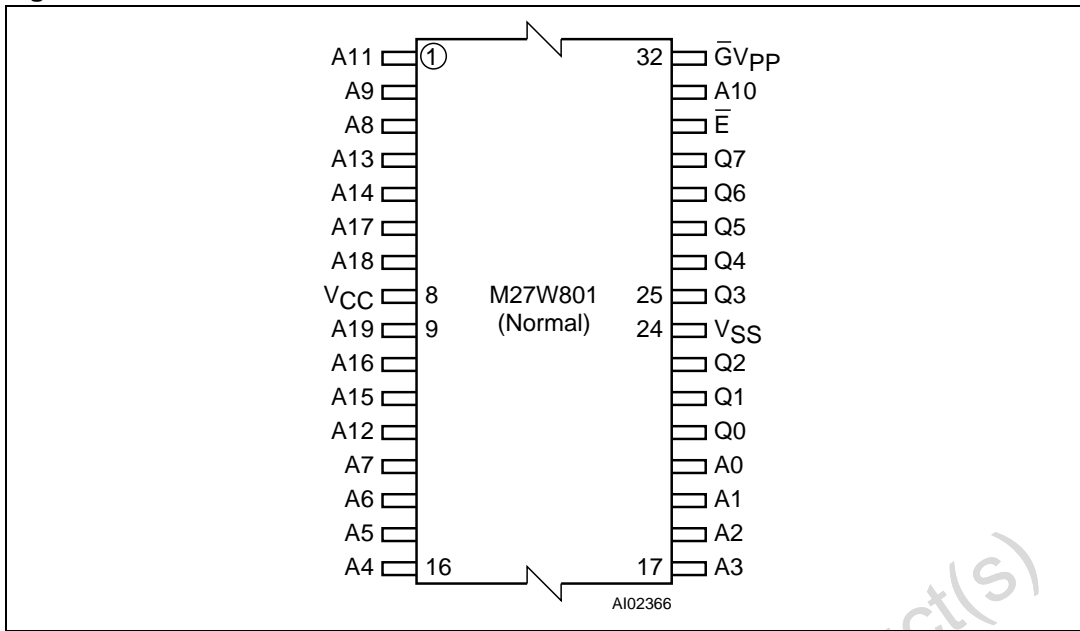 A11 1 32 G̅VPP
A9 A10
A8 E̅
A13 Q7
A14 Q6
A17 Q5
A18 Q4
VCC 8 M27W801 25 Q3
A19 9 (Normal) 24 VSS
A16 Q2
A15 Q1
A12 Q0
A7 A0
A6 A1
A5 A2
A4 16 17 A3
AI02366